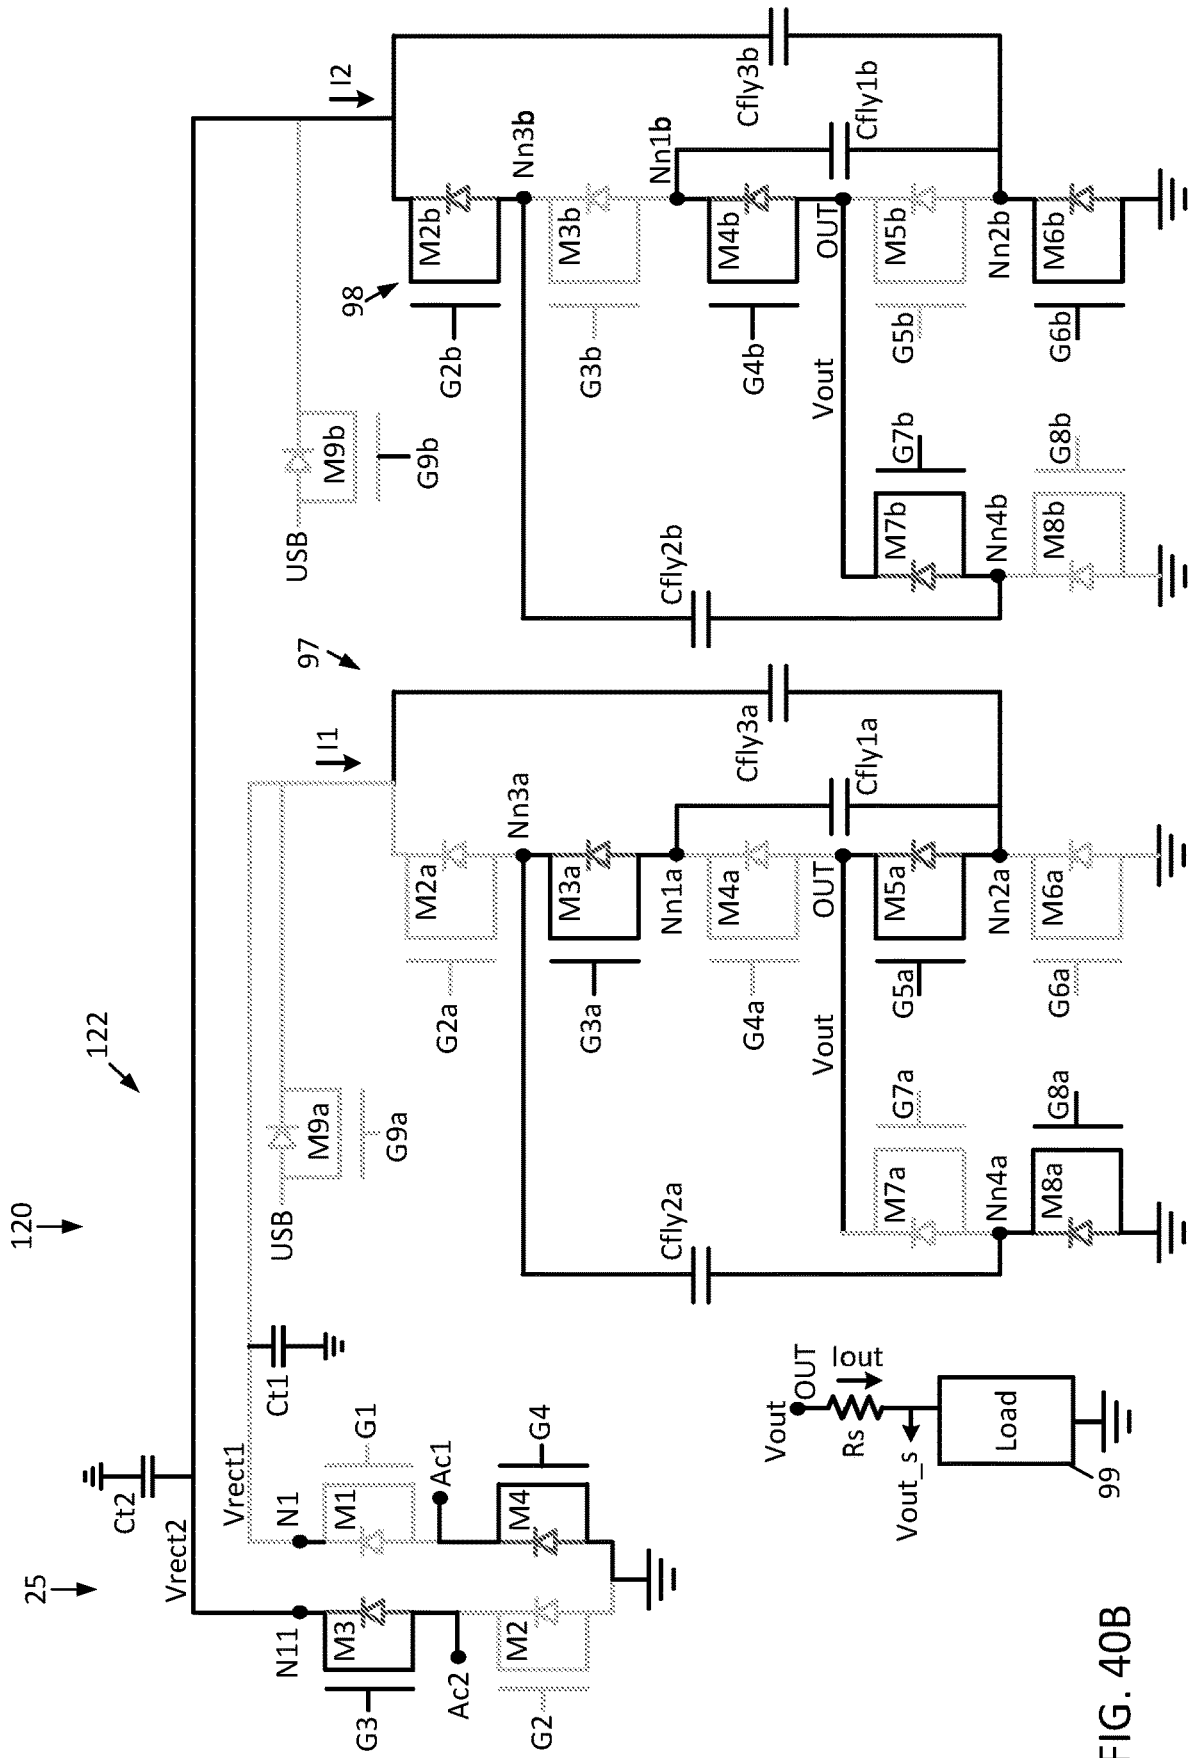 120
122
25
Ct2
Vrect2
Vrect1
Ct1
N11
N1
M3
G3
M1
G1
Ac2
Ac1
M2
G2
M4
G4
Vout
OUT
Rs
Iout
Vout_s
Load
99
USB
M9a
G9a
I1
97
M2a
G2a
Nn3a
M3a
G3a
Nn1a
M4a
G4a
Cfly2a
Cfly3a
Cfly1a
Vout
OUT
M7a
G7a
M5a
G5a
Nn4a
Nn2a
M8a
G8a
M6a
G6a
USB
M9b
G9b
I2
98
M2b
G2b
Nn3b
M3b
G3b
Nn1b
M4b
G4b
Cfly2b
Cfly3b
Cfly1b
Vout
OUT
M7b
G7b
M5b
G5b
Nn4b
Nn2b
M8b
G8b
M6b
G6b
FIG. 40B